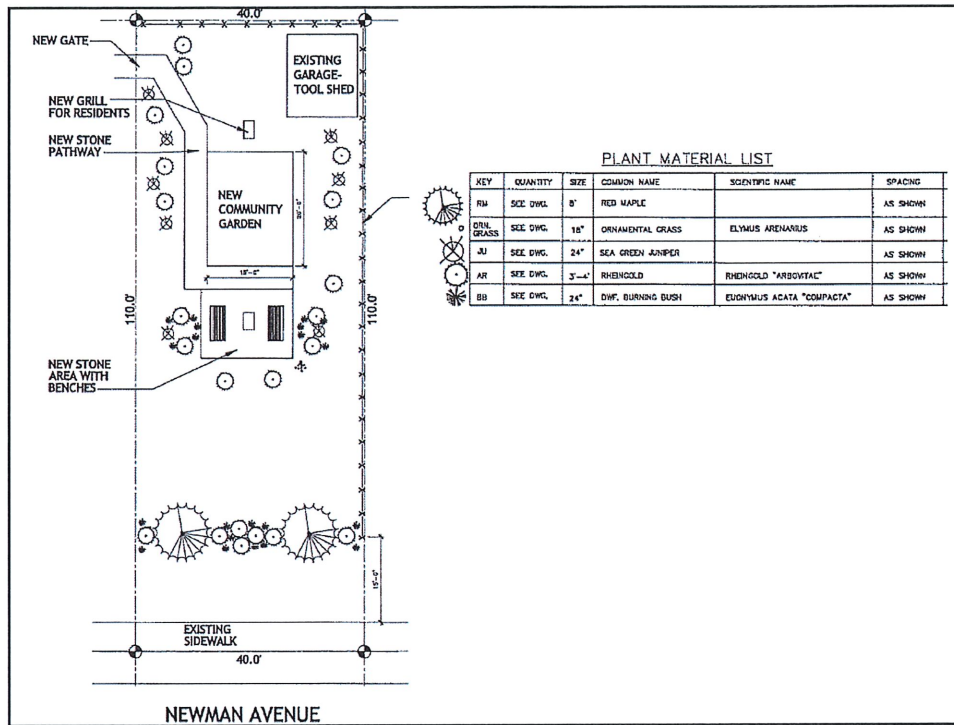 40.0'
NEW GATE
EXISTING
GARAGE-
TOOL SHED
NEW GRILL
FOR RESIDENTS
NEW STONE
PATHWAY
NEW
COMMUNITY
GARDEN
15'-0"
110.0'
110.0'
NEW STONE
AREA WITH
BENCHES
15'-0"
EXISTING
SIDEWALK
40.0'
NEWMAN AVENUE
PLANT MATERIAL LIST
KEY QUANTITY SIZE COMMON NAME SCIENTIFIC NAME SPACING
RM SEE DWG. 8' RED MAPLE AS SHOWN
ORN. GRASS SEE DWG. 18" ORNAMENTAL GRASS ELYMUS ARENARIUS AS SHOWN
JU SEE DWG. 24" SEA GREEN JUNIPER AS SHOWN
AR SEE DWG. 3'-4' RHEINGOLD RHEINGOLD "ARBOVITAE" AS SHOWN
BB SEE DWG. 24" DWF. BURNING BUSH EUONYMUS ACATA "COMPACTA" AS SHOWN